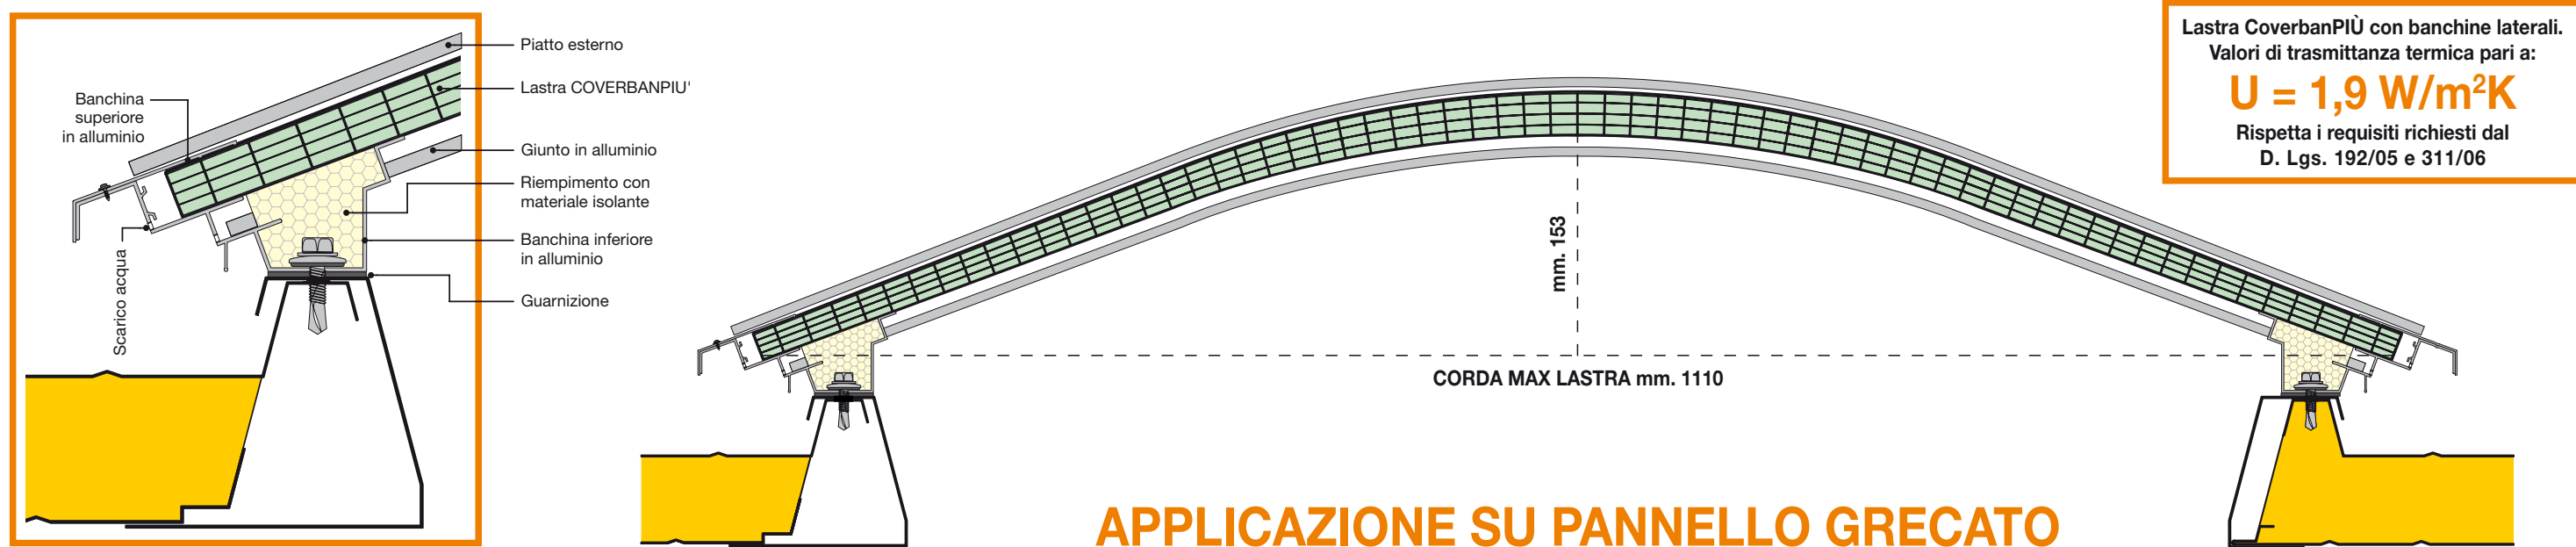 Piatto esterno
Lastra COVERBANPIU'
Banchina
superiore
in alluminio
Giunto in alluminio
Riempimento con
materiale isolante
Banchina inferiore
in alluminio
Scarico acqua
Guarnizione
mm. 153
CORDA MAX LASTRA mm. 1110
Lastra CoverbanPIÙ con banchine laterali.
Valori di trasmittanza termica pari a:
U = 1,9 W/m²K
Rispetta i requisiti richiesti dal
D. Lgs. 192/05 e 311/06
APPLICAZIONE SU PANNELLO GRECATO